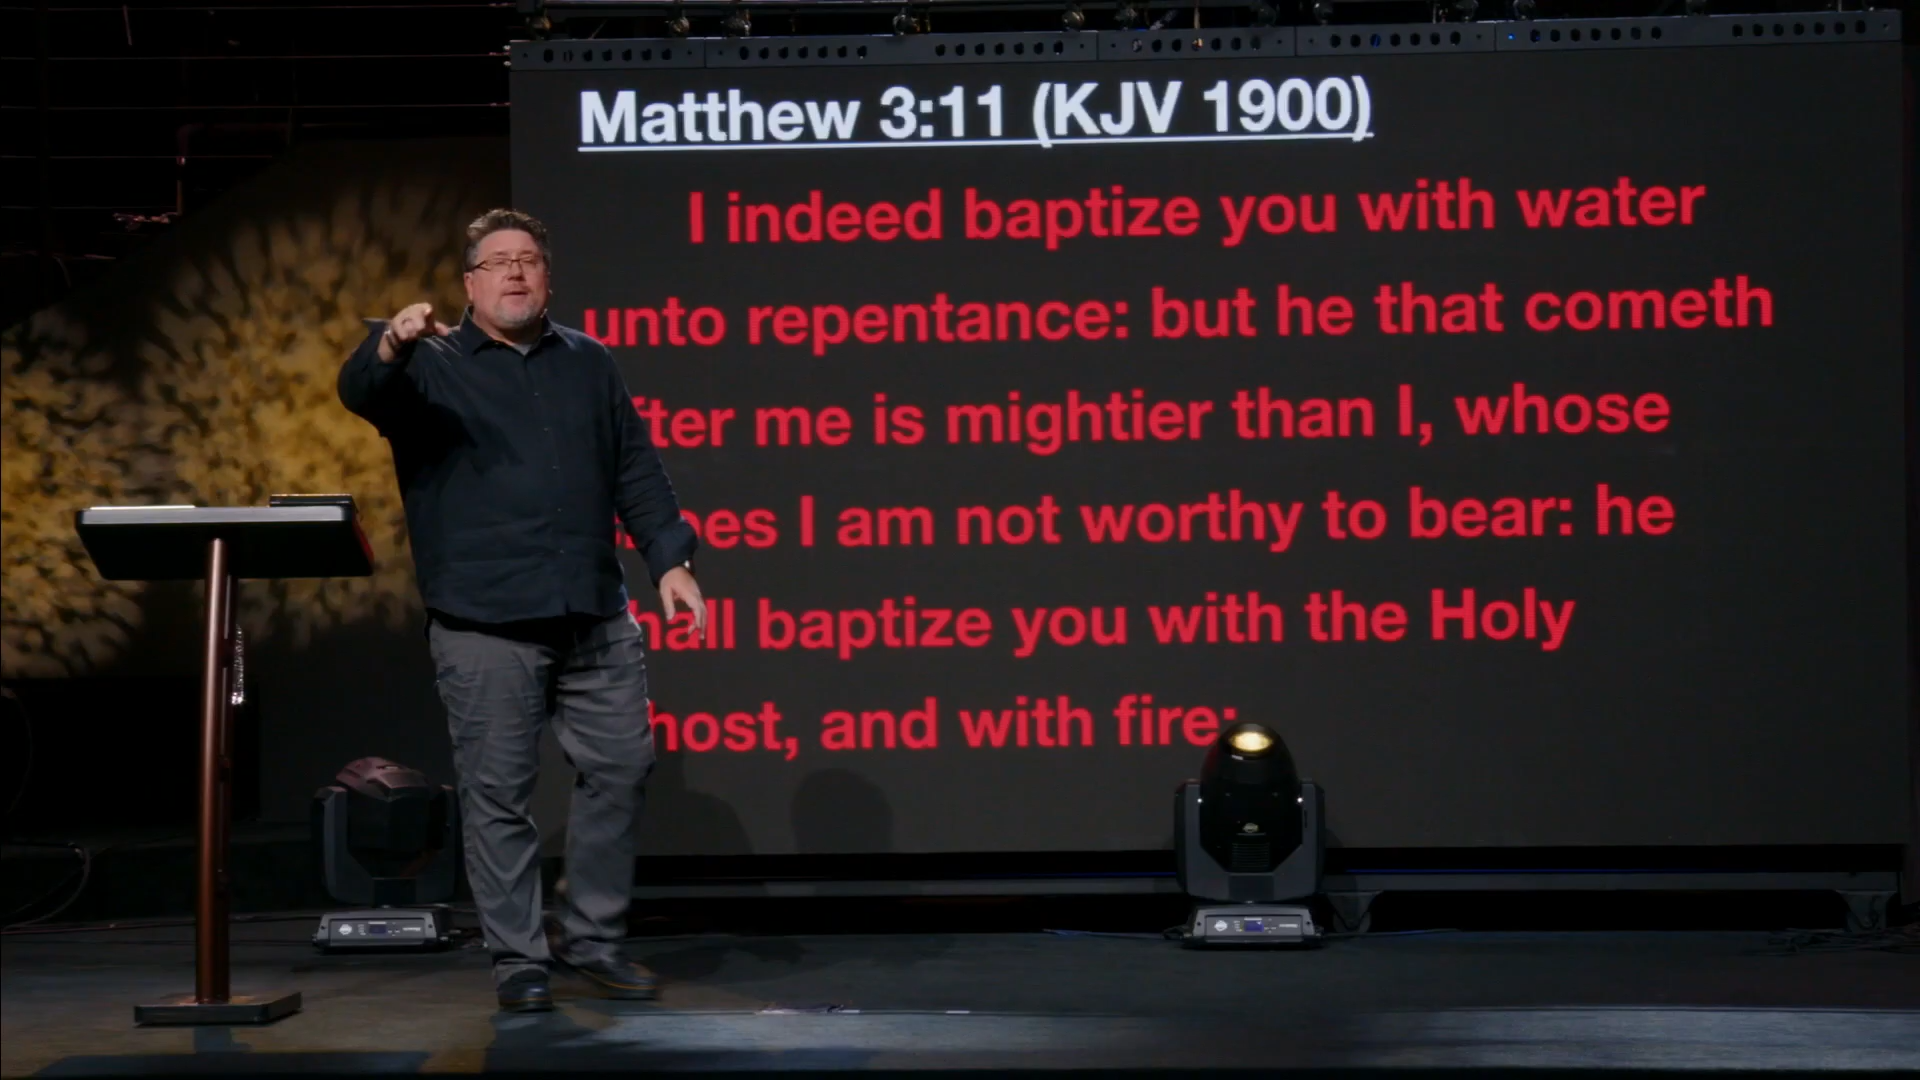 Matthew 3:11 (KJV 1900)
I indeed baptize you with water
unto repentance: but he that cometh
fter me is mightier than I, whose
oes I am not worthy to bear: he
hall baptize you with the Holy
host, and with fire: